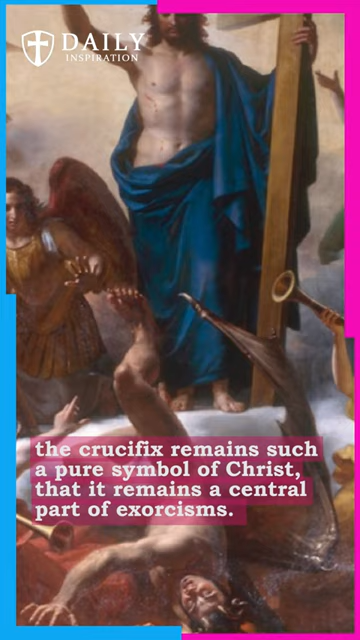 DAILY
INSPIRATION
the crucifix remains such
a pure symbol of Christ,
that it remains a central
part of exorcisms.